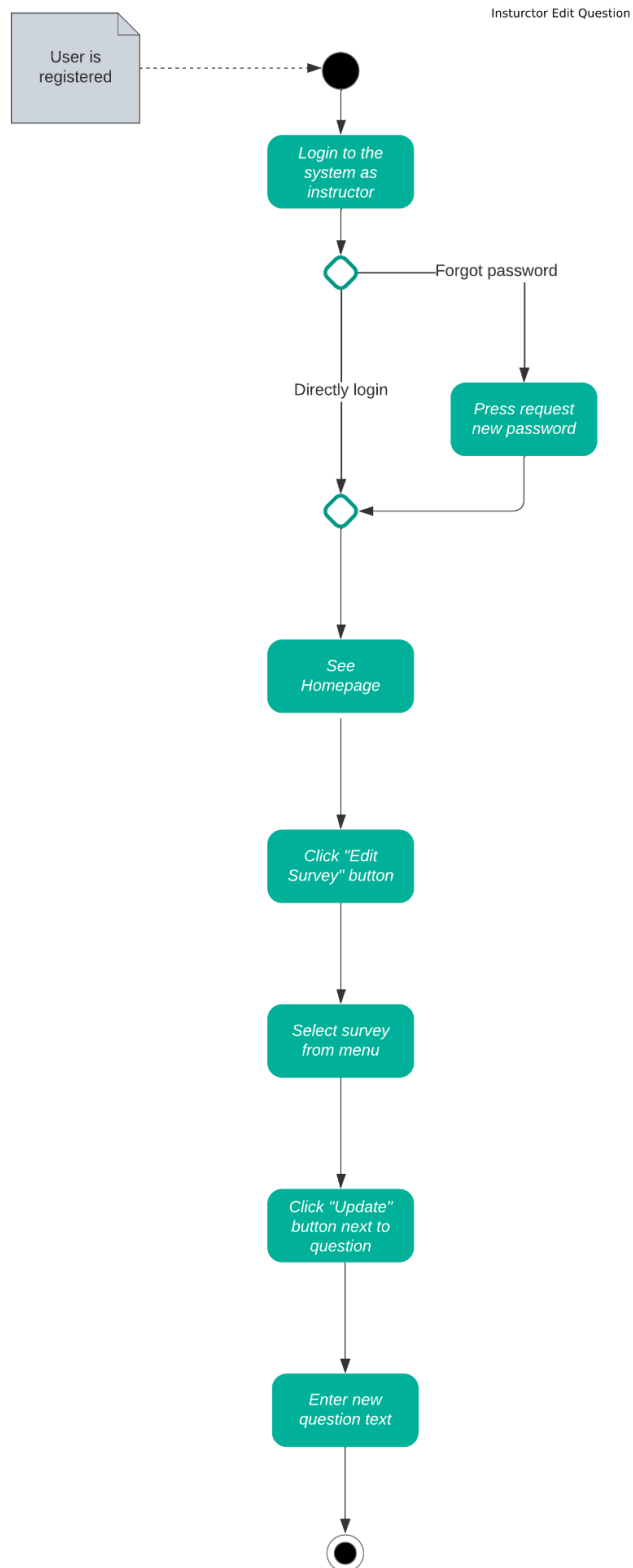 Insturctor Edit Question
User is
registered
Login to the
system as
instructor
Forgot password
Directly login
Press request
new password
See
Homepage
Click "Edit
Survey" button
Select survey
from menu
Click "Update"
button next to
question
Enter new
question text